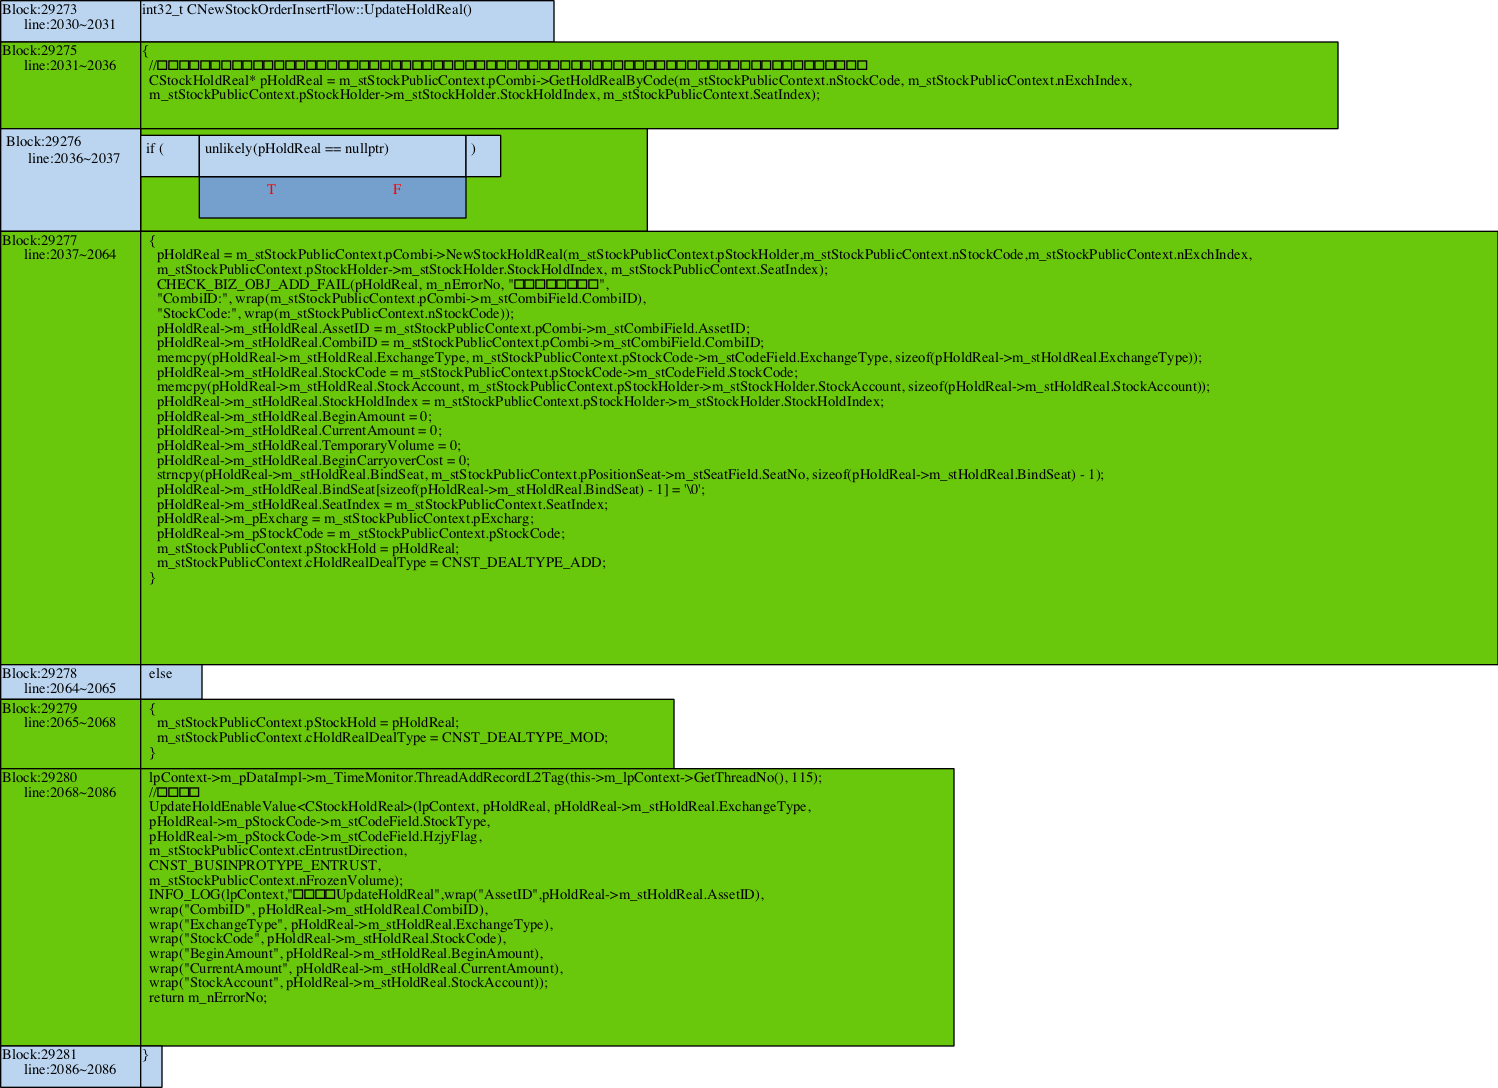 Block:29273
line:2030~2031
int32_t CNewStockOrderInsertFlow::UpdateHoldReal()
Block:29275
line:2031~2036
{
//
CStockHoldReal* pHoldReal = m_stStockPublicContext.pCombi->GetHoldRealByCode(m_stStockPublicContext.nStockCode, m_stStockPublicContext.nExchIndex,
m_stStockPublicContext.pStockHolder->m_stStockHolder.StockHoldIndex, m_stStockPublicContext.SeatIndex);
Block:29276
line:2036~2037
if ( unlikely(pHoldReal == nullptr) )
T F
Block:29277
line:2037~2064
{
pHoldReal = m_stStockPublicContext.pCombi->NewStockHoldReal(m_stStockPublicContext.pStockHolder,m_stStockPublicContext.nStockCode,m_stStockPublicContext.nExchIndex,
m_stStockPublicContext.pStockHolder->m_stStockHolder.StockHoldIndex, m_stStockPublicContext.SeatIndex);
CHECK_BIZ_OBJ_ADD_FAIL(pHoldReal, m_nErrorNo, "",
"CombiID:", wrap(m_stStockPublicContext.pCombi->m_stCombiField.CombiID),
"StockCode:", wrap(m_stStockPublicContext.nStockCode));
pHoldReal->m_stHoldReal.AssetID = m_stStockPublicContext.pCombi->m_stCombiField.AssetID;
pHoldReal->m_stHoldReal.CombiID = m_stStockPublicContext.pCombi->m_stCombiField.CombiID;
memcpy(pHoldReal->m_stHoldReal.ExchangeType, m_stStockPublicContext.pStockCode->m_stCodeField.ExchangeType, sizeof(pHoldReal->m_stHoldReal.ExchangeType));
pHoldReal->m_stHoldReal.StockCode = m_stStockPublicContext.pStockCode->m_stCodeField.StockCode;
memcpy(pHoldReal->m_stHoldReal.StockAccount, m_stStockPublicContext.pStockHolder->m_stStockHolder.StockAccount, sizeof(pHoldReal->m_stHoldReal.StockAccount));
pHoldReal->m_stHoldReal.StockHoldIndex = m_stStockPublicContext.pStockHolder->m_stStockHolder.StockHoldIndex;
pHoldReal->m_stHoldReal.BeginAmount = 0;
pHoldReal->m_stHoldReal.CurrentAmount = 0;
pHoldReal->m_stHoldReal.TemporaryVolume = 0;
pHoldReal->m_stHoldReal.BeginCarryoverCost = 0;
strncpy(pHoldReal->m_stHoldReal.BindSeat, m_stStockPublicContext.pPositionSeat->m_stSeatField.SeatNo, sizeof(pHoldReal->m_stHoldReal.BindSeat) - 1);
pHoldReal->m_stHoldReal.BindSeat[sizeof(pHoldReal->m_stHoldReal.BindSeat) - 1] = '\0';
pHoldReal->m_stHoldReal.SeatIndex = m_stStockPublicContext.SeatIndex;
pHoldReal->m_pExcharg = m_stStockPublicContext.pExcharg;
pHoldReal->m_pStockCode = m_stStockPublicContext.pStockCode;
m_stStockPublicContext.pStockHold = pHoldReal;
m_stStockPublicContext.cHoldRealDealType = CNST_DEALTYPE_ADD;
}
Block:29278
line:2064~2065
else
Block:29279
line:2065~2068
{
m_stStockPublicContext.pStockHold = pHoldReal;
m_stStockPublicContext.cHoldRealDealType = CNST_DEALTYPE_MOD;
}
Block:29280
line:2068~2086
lpContext->m_pDataImpl->m_TimeMonitor.ThreadAddRecordL2Tag(this->m_lpContext->GetThreadNo(), 115);
//
UpdateHoldEnableValue<CStockHoldReal>(lpContext, pHoldReal, pHoldReal->m_stHoldReal.ExchangeType,
pHoldReal->m_pStockCode->m_stCodeField.StockType,
pHoldReal->m_pStockCode->m_stCodeField.HzjyFlag,
m_stStockPublicContext.cEntrustDirection,
CNST_BUSINPROTYPE_ENTRUST,
m_stStockPublicContext.nFrozenVolume);
INFO_LOG(lpContext,"UpdateHoldReal",wrap("AssetID",pHoldReal->m_stHoldReal.AssetID),
wrap("CombiID", pHoldReal->m_stHoldReal.CombiID),
wrap("ExchangeType", pHoldReal->m_stHoldReal.ExchangeType),
wrap("StockCode", pHoldReal->m_stHoldReal.StockCode),
wrap("BeginAmount", pHoldReal->m_stHoldReal.BeginAmount),
wrap("CurrentAmount", pHoldReal->m_stHoldReal.CurrentAmount),
wrap("StockAccount", pHoldReal->m_stHoldReal.StockAccount));
return m_nErrorNo;
Block:29281
line:2086~2086
}